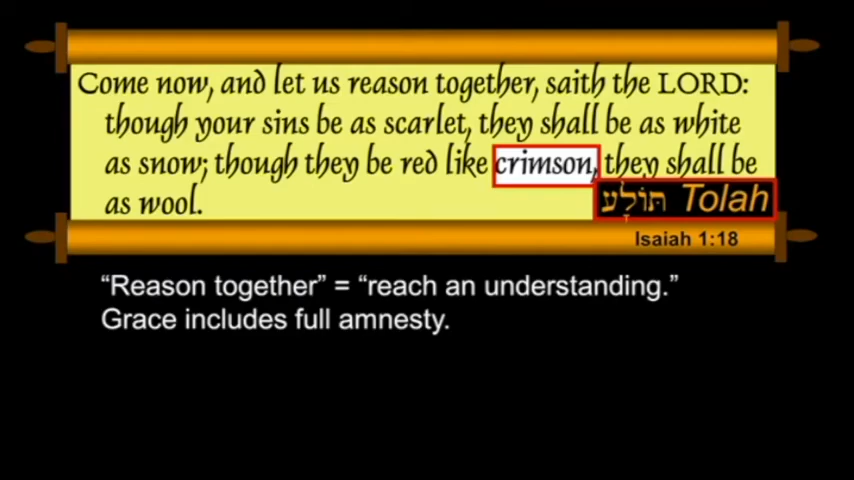 Come now, and let us reason together, saith the LORD:
though your sins be as scarlet, they shall be as white
as snow; though they be red like crimson, they shall be
as wool.
תּוֹלָע Tolah
Isaiah 1:18
“Reason together” = “reach an understanding.”
Grace includes full amnesty.